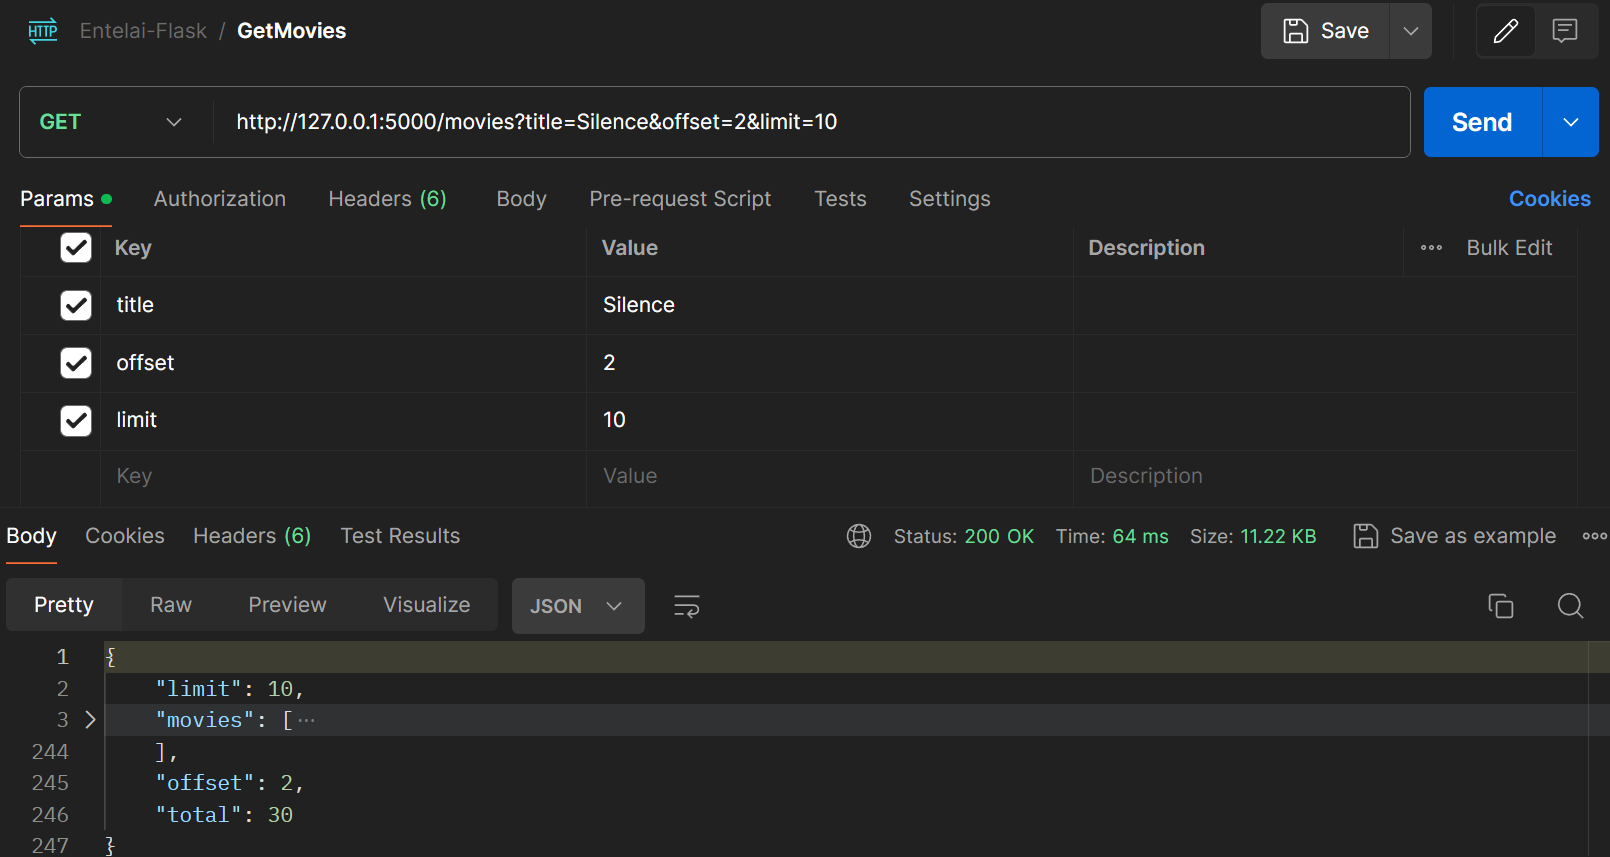 HTTP Entelai-Flask / GetMovies Save
GET http://127.0.0.1:5000/movies?title=Silence&offset=2&limit=10 Send
Params Authorization Headers (6) Body Pre-request Script Tests Settings Cookies
Key Value Description Bulk Edit
title Silence
offset 2
limit 10
Key Value Description
Body Cookies Headers (6) Test Results Status: 200 OK Time: 64 ms Size: 11.22 KB Save as example
Pretty Raw Preview Visualize JSON
1 {
2 "limit": 10,
3 "movies": [···
244 ],
245 "offset": 2,
246 "total": 30
247 }